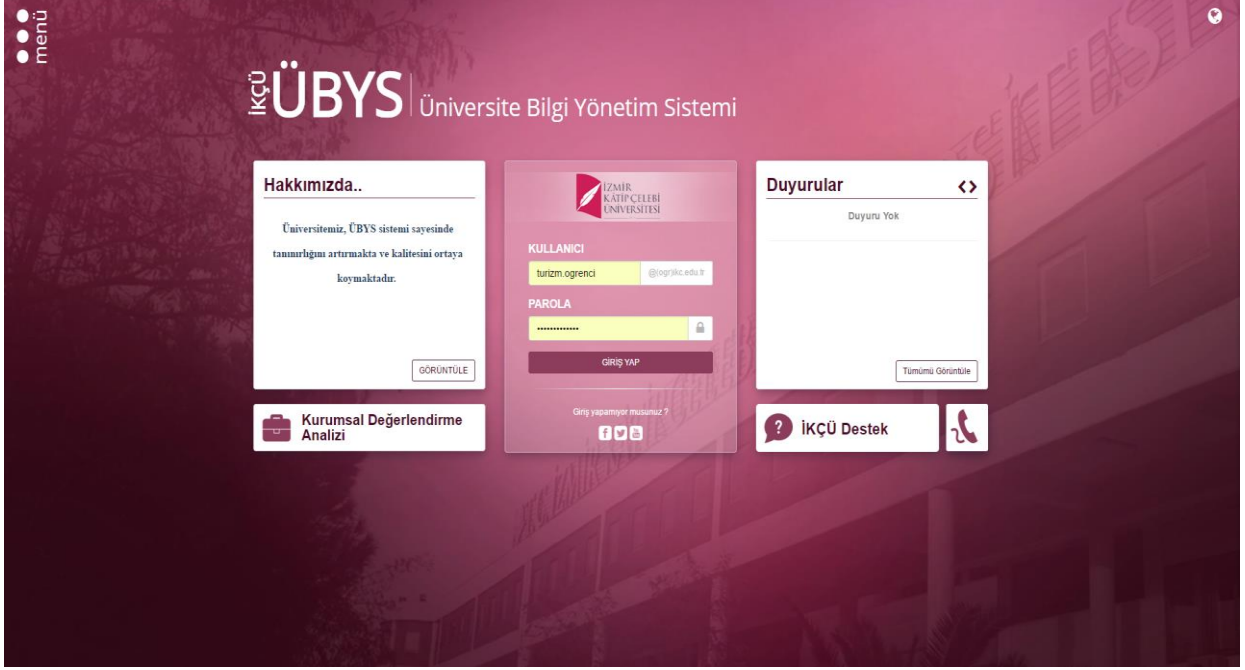 menü
İKÇÜ ÜBYS Üniversite Bilgi Yönetim Sistemi
Hakkımızda..
Üniversitemiz, ÜBYS sistemi sayesinde
tanınırlığını artırmakta ve kalitesini ortaya
koymaktadır.
GÖRÜNTÜLE
Kurumsal Değerlendirme
Analizi
İZMİR
KÂTİP ÇELEBİ
ÜNİVERSİTESİ
KULLANICI
turizm.ogrenci @(ogr)ikc.edu.tr
PAROLA
•••••••••••••
GİRİŞ YAP
Giriş yapamıyor musunuz ?
Duyurular <>
Duyuru Yok
Tümümü Görüntüle
? İKÇÜ Destek